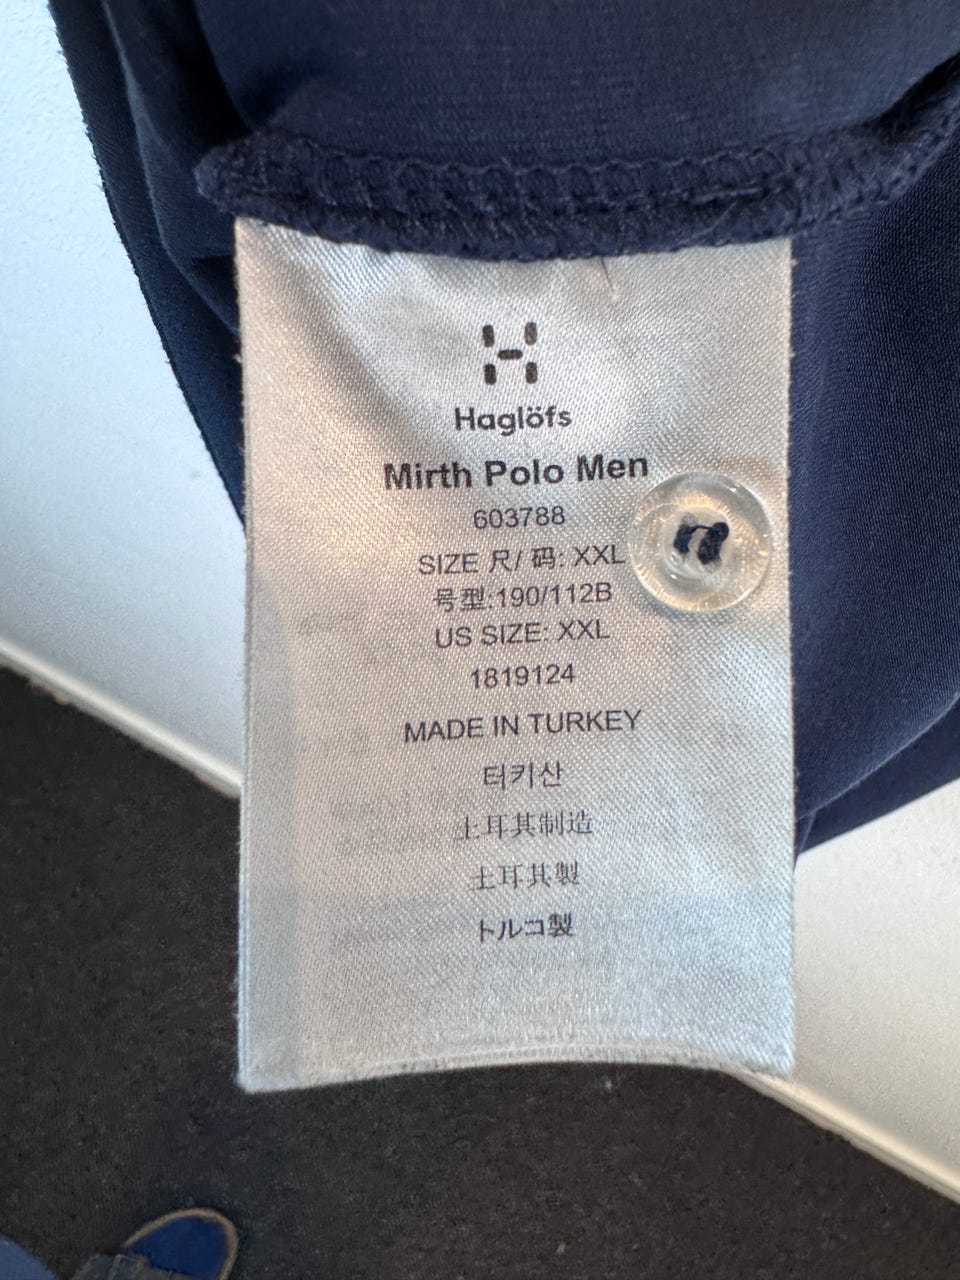 Haglöfs
Mirth Polo Men
603788
SIZE 尺/ 码: XXL
号型:190/112B
US SIZE: XXL
1819124
MADE IN TURKEY
터키산
土耳其制造
土耳其製
トルコ製